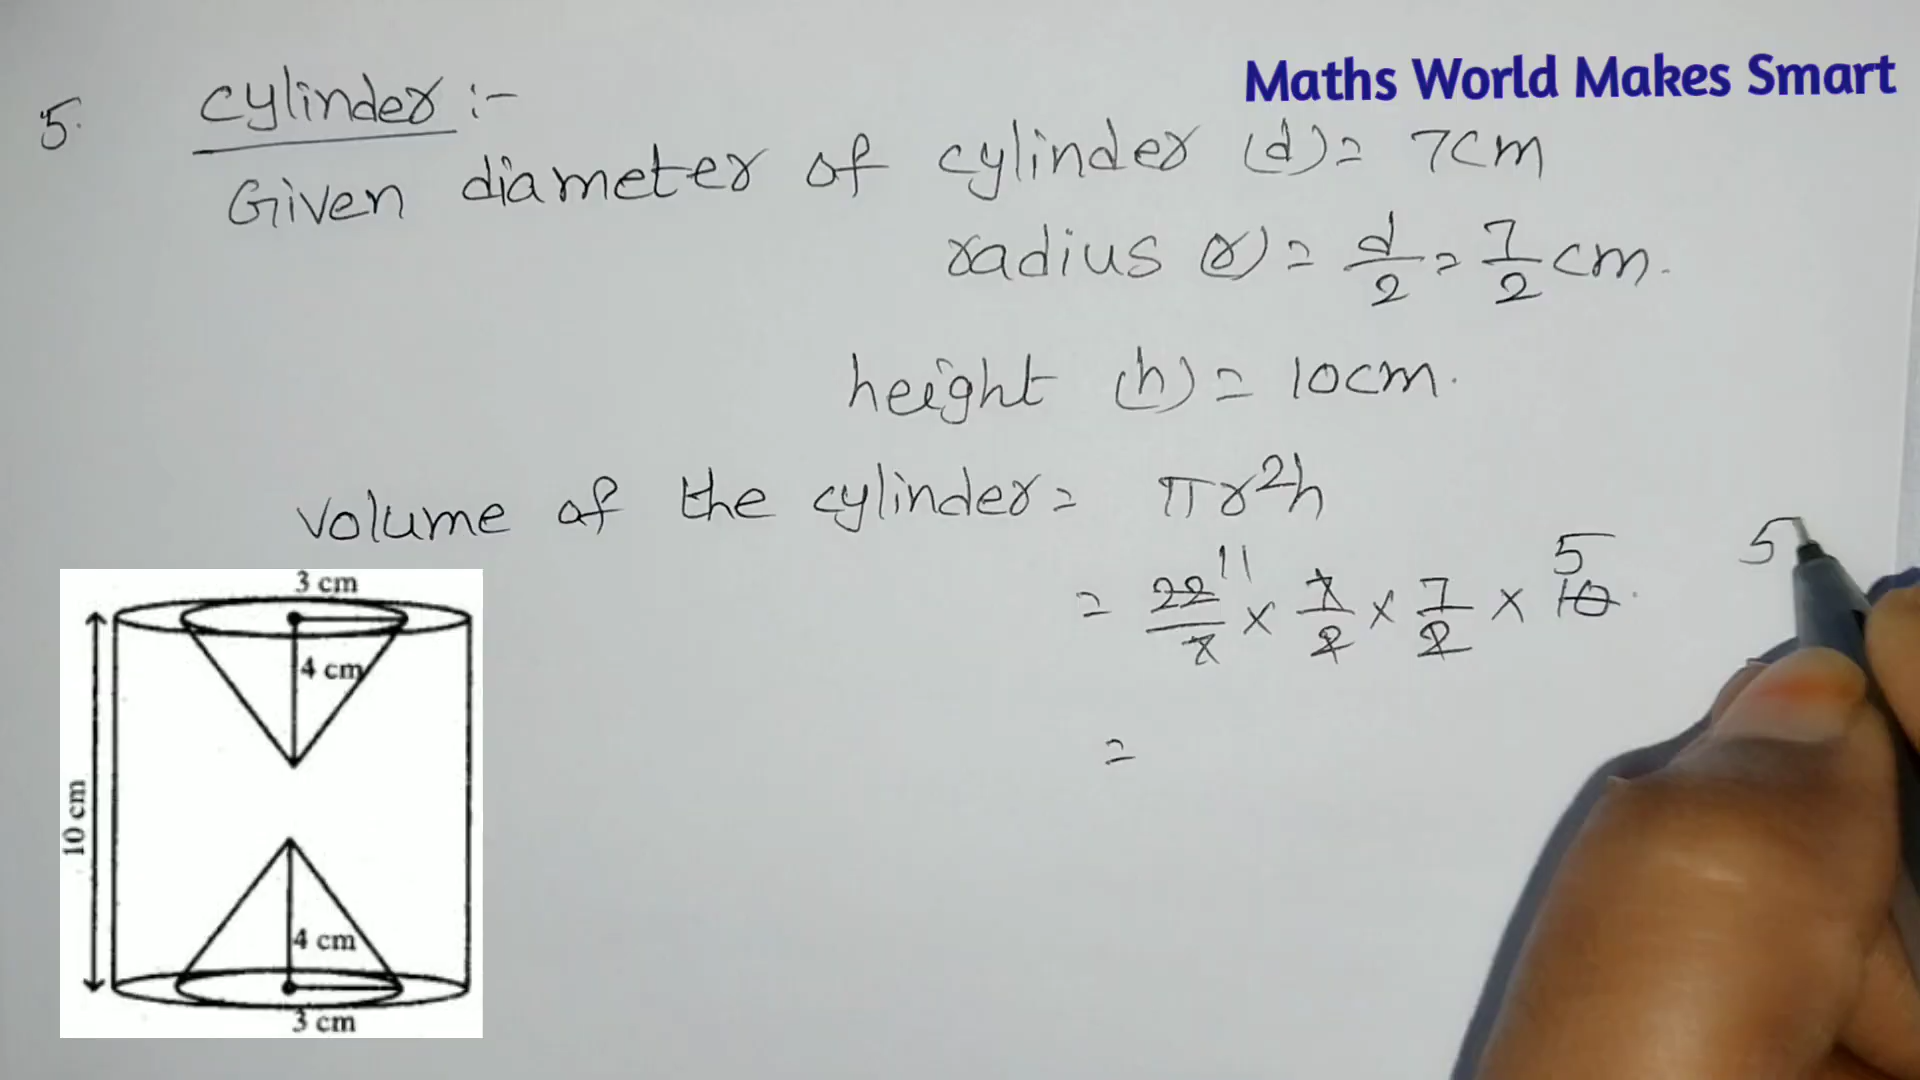 Maths World Makes Smart
5. cylinder :-
Given diameter of cylinder (d) = 7cm
radius (r) = d/2 = 7/2 cm.
height (h) = 10cm.
Volume of the cylinder = πr²h
= 22/7 × 7/2 × 7/2 × 10.
11
5
5
=
3 cm
4 cm
10 cm
4 cm
3 cm